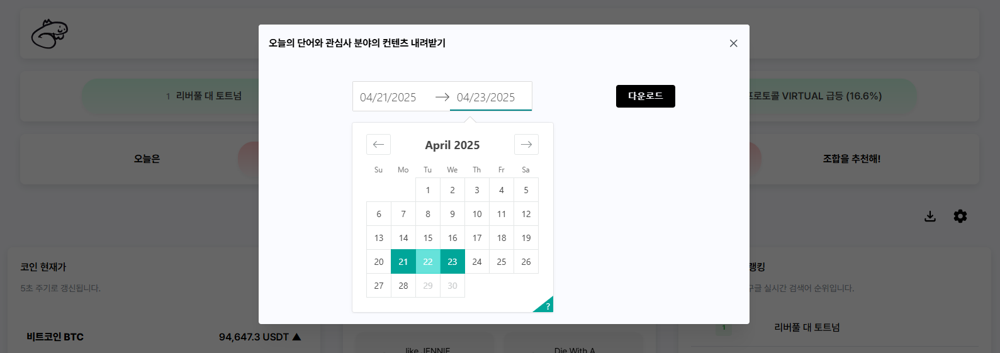 오늘의 단어와 관심사 분야의 컨텐츠 내려받기
1 리버풀 대 토트넘
04/21/2025 → 04/23/2025
다운로드
프로토콜 VIRTUAL 급등 (16.6%)
April 2025
오늘은
조합을 추천해!
Su Mo Tu We Th Fr Sa
1 2 3 4 5
6 7 8 9 10 11 12
13 14 15 16 17 18 19
20 21 22 23 24 25 26
27 28 29 30
?
코인 현재가
5초 주기로 갱신됩니다.
랭킹
구글 실시간 검색어 순위입니다.
비트코인 BTC 94,647.3 USDT ▲
1 리버풀 대 토트넘
like JENNIE
Die With A